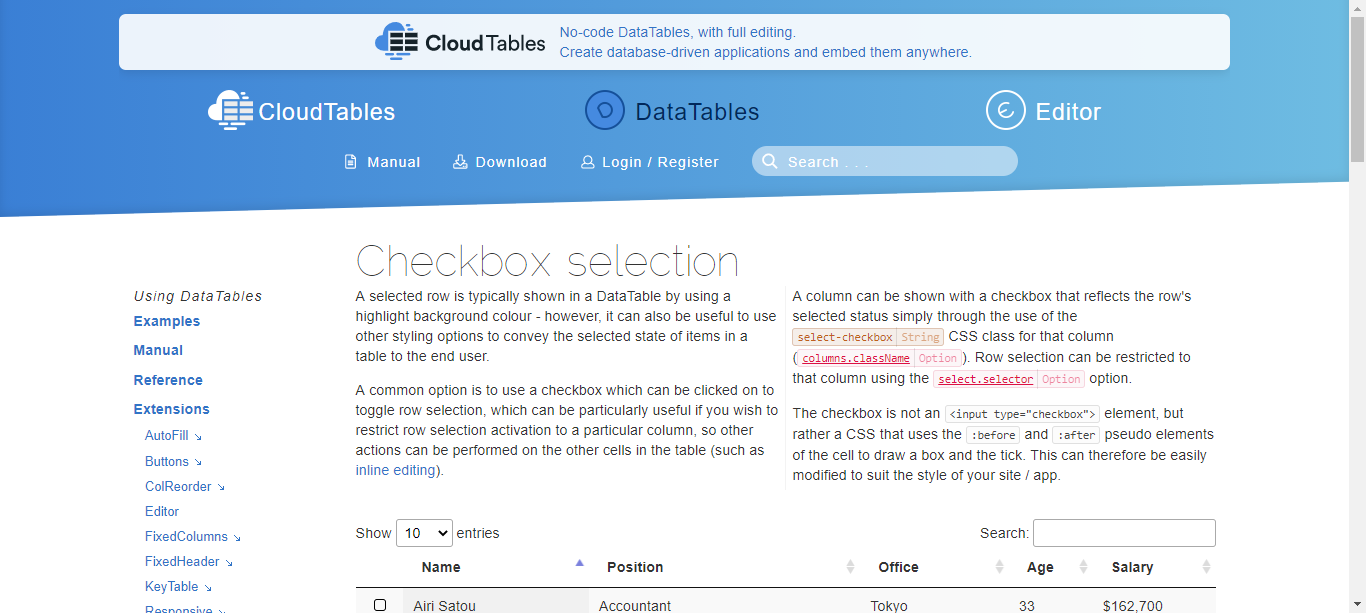 CloudTables
No-code DataTables, with full editing.
Create database-driven applications and embed them anywhere.
CloudTables
DataTables
Editor
Manual
Download
Login / Register
Search . . .
Checkbox selection
Using DataTables
Examples
Manual
Reference
Extensions
AutoFill ↘
Buttons ↘
ColReorder ↘
Editor
FixedColumns ↘
FixedHeader ↘
KeyTable ↘
Responsive ↘
A selected row is typically shown in a DataTable by using a
highlight background colour - however, it can also be useful to use
other styling options to convey the selected state of items in a
table to the end user.
A common option is to use a checkbox which can be clicked on to
toggle row selection, which can be particularly useful if you wish to
restrict row selection activation to a particular column, so other
actions can be performed on the other cells in the table (such as
inline editing).
A column can be shown with a checkbox that reflects the row's
selected status simply through the use of the
select-checkbox String CSS class for that column
( columns.className Option ). Row selection can be restricted to
that column using the select.selector Option option.
The checkbox is not an <input type="checkbox"> element, but
rather a CSS that uses the :before and :after pseudo elements
of the cell to draw a box and the tick. This can therefore be easily
modified to suit the style of your site / app.
Show 10 entries
Search:
Name Position Office Age Salary
Airi Satou Accountant Tokyo 33 $162,700